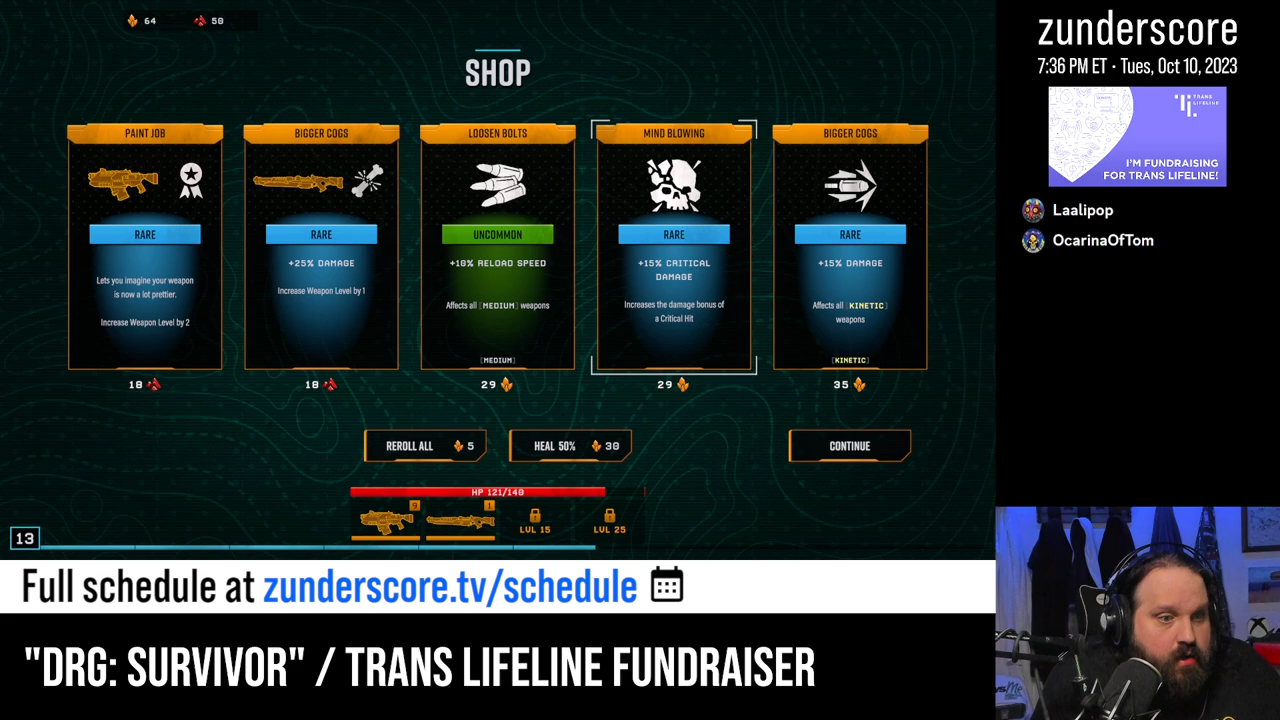 64 50
SHOP
PAINT JOB
RARE
Lets you imagine your weapon
is now a lot prettier.
Increase Weapon Level by 2
18
BIGGER COGS
RARE
+25% DAMAGE
Increase Weapon Level by 1
18
LOOSEN BOLTS
UNCOMMON
+10% RELOAD SPEED
Affects all [MEDIUM] weapons
[MEDIUM]
29
MIND BLOWING
RARE
+15% CRITICAL
DAMAGE
Increases the damage bonus of
a Critical Hit
29
BIGGER COGS
RARE
+15% DAMAGE
Affects all [KINETIC]
weapons
[KINETIC]
35
REROLL ALL 5
HEAL 50% 30
CONTINUE
HP 121/140
9 1
LVL 15 LVL 25
13
zunderscore
7:36 PM ET · Tues, Oct 10, 2023
TRANS
LIFELINE
I'M FUNDRAISING
FOR TRANS LIFELINE!
Laalipop
OcarinaOfTom
Full schedule at zunderscore.tv/schedule
"DRG: SURVIVOR" / TRANS LIFELINE FUNDRAISER